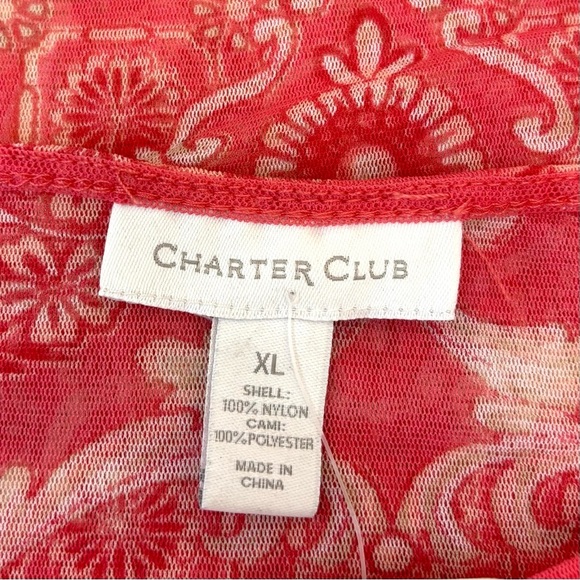 CHARTER CLUB
XL
SHELL:
100% NYLON
CAMI:
100%POLYESTER
MADE IN
CHINA